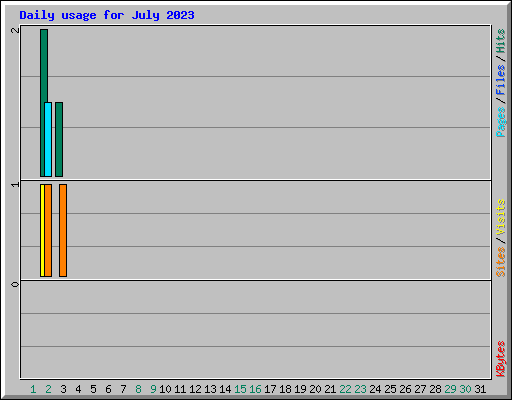 Daily usage for July 2023
2
1
0
Pages/Files/Hits
Sites/Visits
KBytes
1 2 3 4 5 6 7 8 9 10 11 12 13 14 15 16 17 18 19 20 21 22 23 24 25 26 27 28 29 30 31